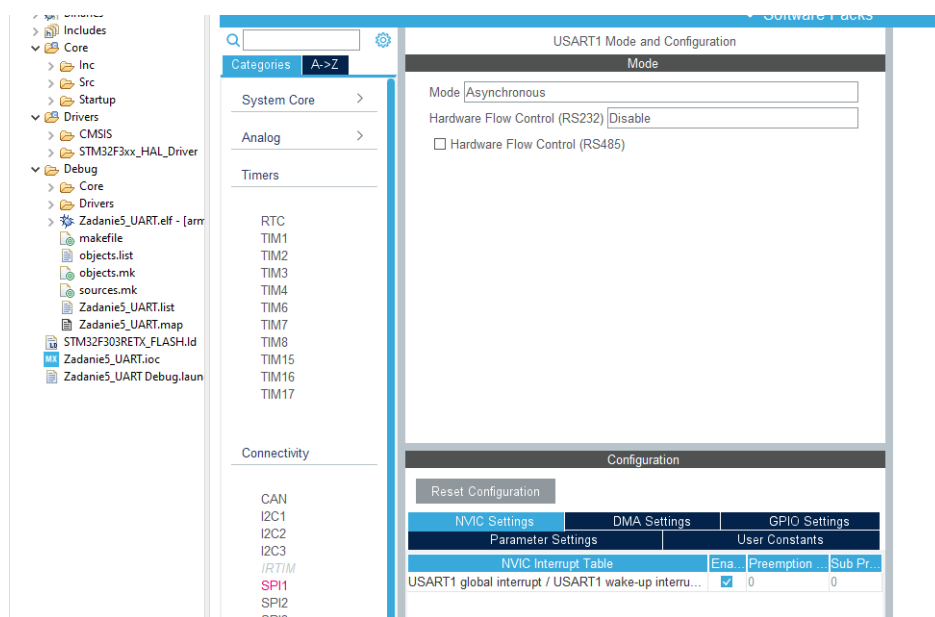 Binaries
Includes
Core
Inc
Src
Startup
Drivers
CMSIS
STM32F3xx_HAL_Driver
Debug
Core
Drivers
Zadanie5_UART.elf - [arm
makefile
objects.list
objects.mk
sources.mk
Zadanie5_UART.list
Zadanie5_UART.map
STM32F303RETX_FLASH.ld
MX Zadanie5_UART.ioc
Zadanie5_UART Debug.laun
Software Packs
Categories A->Z
System Core
Analog
Timers
RTC
TIM1
TIM2
TIM3
TIM4
TIM6
TIM7
TIM8
TIM15
TIM16
TIM17
Connectivity
CAN
I2C1
I2C2
I2C3
IRTIM
SPI1
SPI2
USART1 Mode and Configuration
Mode
Mode Asynchronous
Hardware Flow Control (RS232) Disable
Hardware Flow Control (RS485)
Configuration
Reset Configuration
NVIC Settings DMA Settings GPIO Settings
Parameter Settings User Constants
NVIC Interrupt Table Ena... Preemption ... Sub Pr...
USART1 global interrupt / USART1 wake-up interru... 0 0